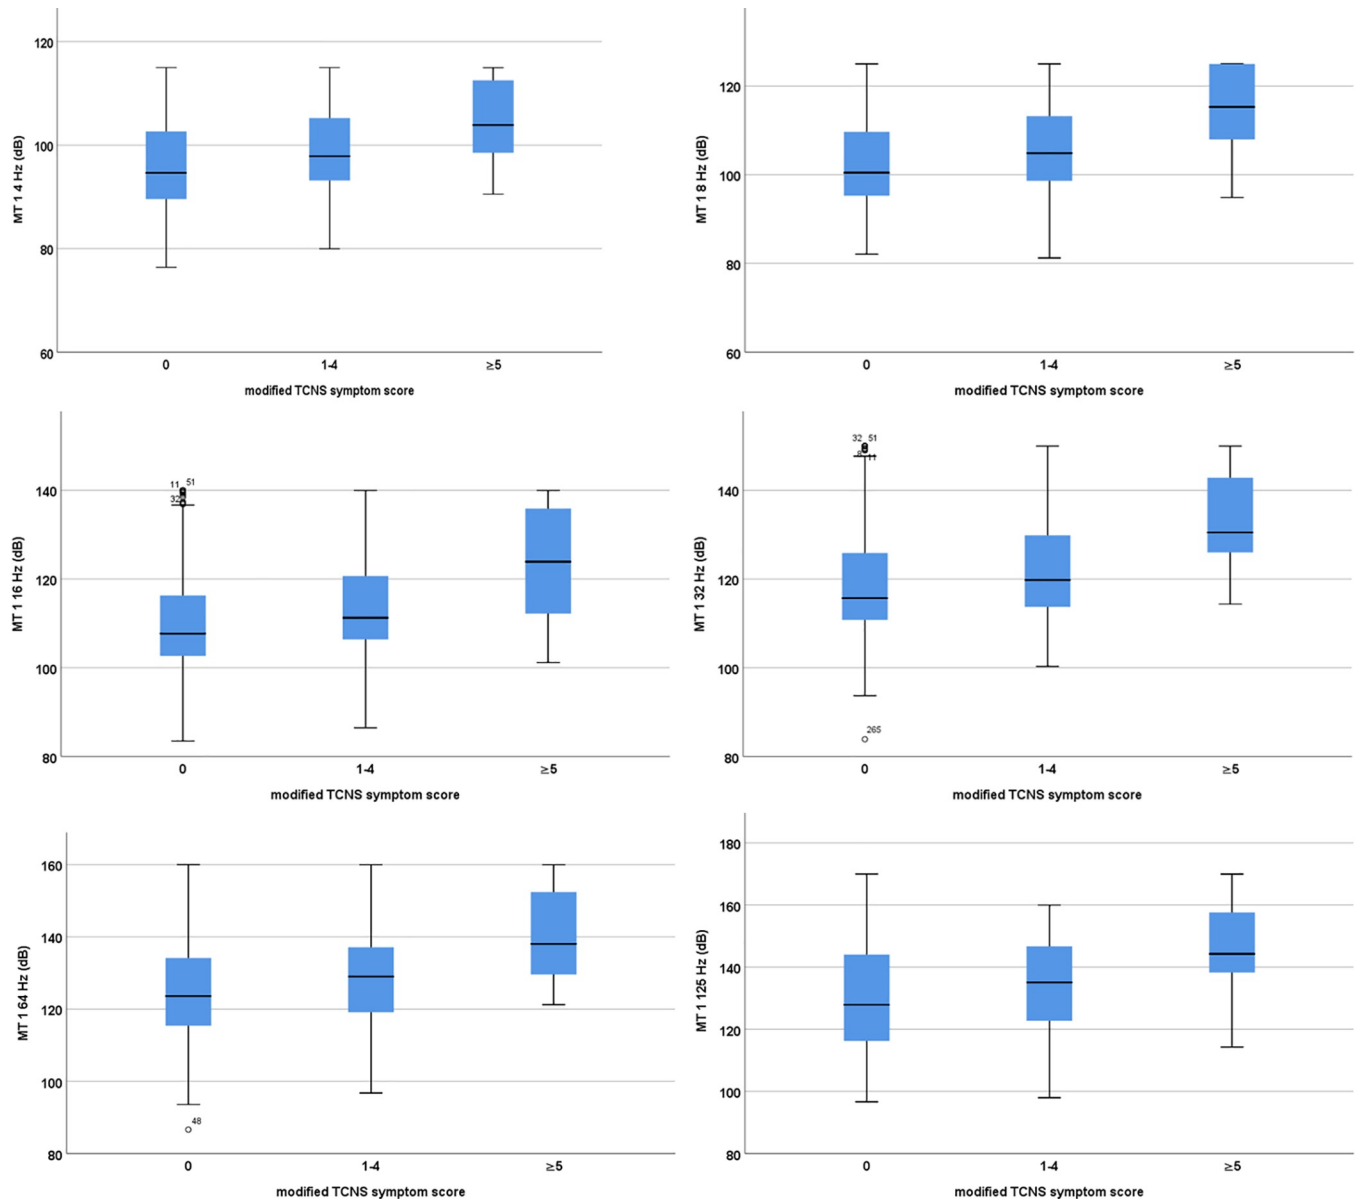 120
100
80
60
MT 1 4 Hz (dB)
0 1-4 ≥5
modified TCNS symptom score
120
100
80
60
MT 1 8 Hz (dB)
0 1-4 ≥5
modified TCNS symptom score
140
120
100
80
MT 1 16 Hz (dB)
11 51
32
0 1-4 ≥5
modified TCNS symptom score
140
120
100
80
MT 1 32 Hz (dB)
32 51
11
265
0 1-4 ≥5
modified TCNS symptom score
160
140
120
100
80
MT 1 64 Hz (dB)
48
0 1-4 ≥5
modified TCNS symptom score
180
160
140
120
100
80
MT 1 125 Hz (dB)
0 1-4 ≥5
modified TCNS symptom score